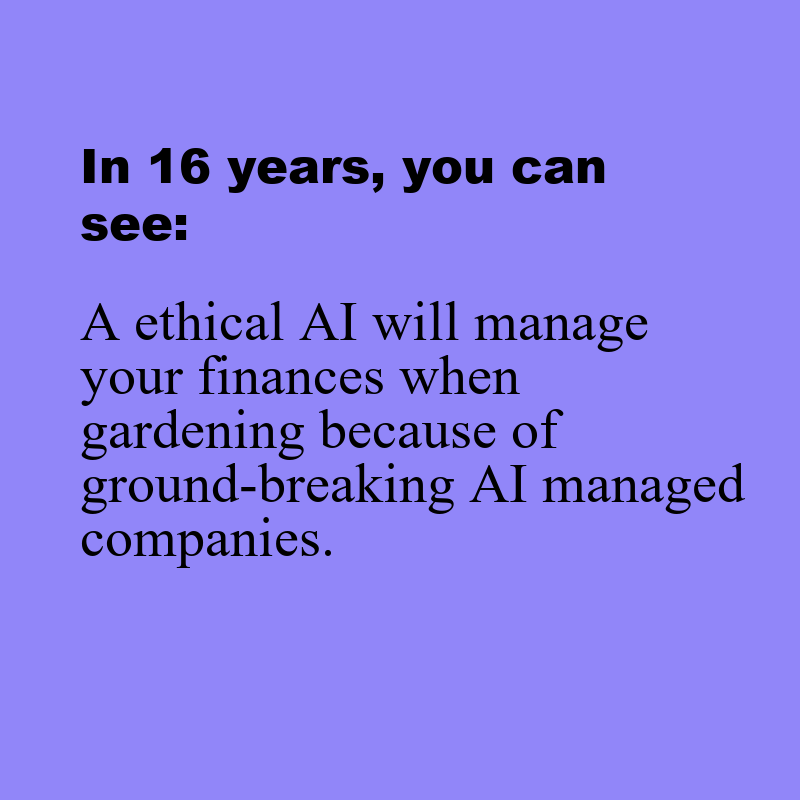 In 16 years, you can
see:
A ethical AI will manage
your finances when
gardening because of
ground-breaking AI managed
companies.